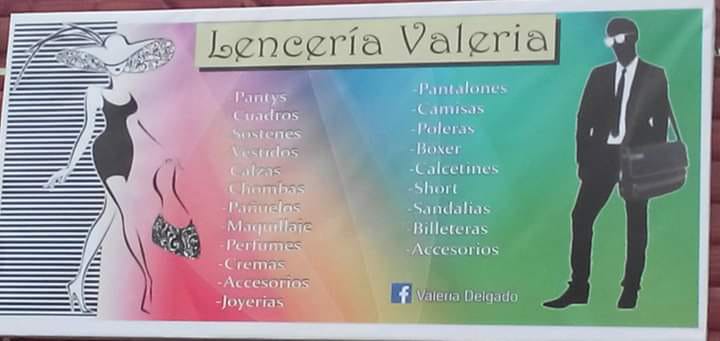 Lencería Valeria
Pantys
Cuadros
Sostenes
Vestidos
Calzas
Chombas
-Pañuelos
-Maquillaje
-Perfumes
-Cremas
-Accesorios
-Joyerias
-Pantalones
-Camisas
-Poleras
-Boxer
-Calcetines
-Short
-Sandalias
-Billeteras
-Accesorios
f Valeria Delgado